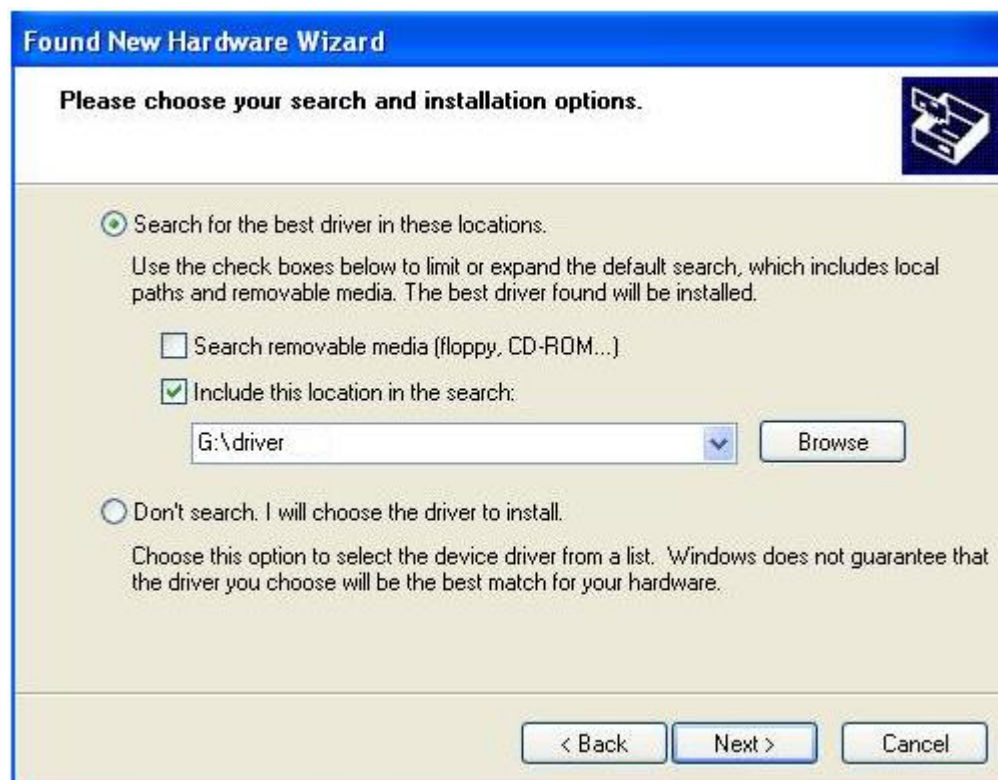 Found New Hardware Wizard
Please choose your search and installation options.
Search for the best driver in these locations.
Use the check boxes below to limit or expand the default search, which includes local
paths and removable media. The best driver found will be installed.
Search removable media (floppy, CD-ROM...)
Include this location in the search:
G:\driver
Browse
Don't search. I will choose the driver to install.
Choose this option to select the device driver from a list. Windows does not guarantee that
the driver you choose will be the best match for your hardware.
< Back Next > Cancel